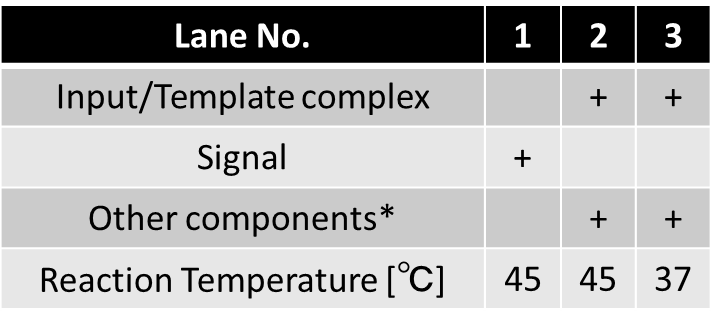 Lane No. 1 2 3
Input/Template complex + +
Signal +
Other components* + +
Reaction Temperature [℃] 45 45 37